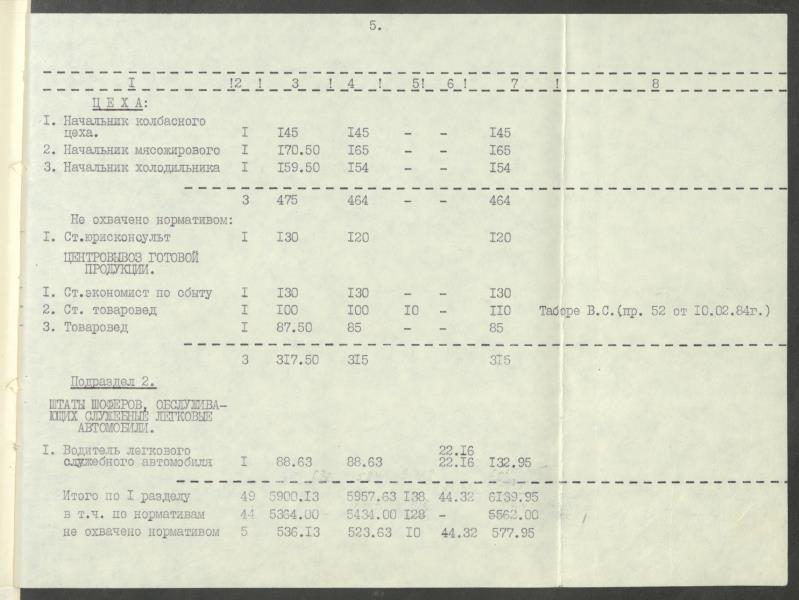 5.
I !2 ! 3 ! 4 ! 5! 6 ! 7 ! 8
Ц Е Х А:
I. Начальник колбасного
цеха. I I45 I45 - - I45
2. Начальник мясожирового I I70.50 I65 - - I65
3. Начальник холодильника I I59.50 I54 - - I54
3 475 464 - - 464
Не охвачено нормативом:
I. Ст.юрисконсульт I I30 I20 I20
ЦЕНТРОВЫВОЗ ГОТОВОЙ
ПРОДУКЦИИ.
I. Ст.экономист по сбыту I I30 I30 - - I30
2. Ст. товаровед I I00 I00 I0 - II0 Таборе В.С.(пр. 52 от I0.02.84г.)
3. Товаровед I 87.50 85 - - 85
3 3I7.50 3I5 3I5
Подраздел 2.
ШТАТЫ ШОФЕРОВ, ОБСЛУЖИВА-
ЮЩИХ СЛУЖЕБНЫЕ ЛЕГКОВЫЕ
АВТОМОБИЛИ.
I. Водитель легкового 22.I6
служебного автомобиля I 88.63 88.63 22.I6 I32.95
Итого по I разделу 49 5900.I3 5957.63 I38 44.32 6I39.95
в т.ч. по нормативам 44 5364.00 5434.00 I28 - 5562.00
не охвачено нормативом 5 536.I3 523.63 I0 44.32 577.95